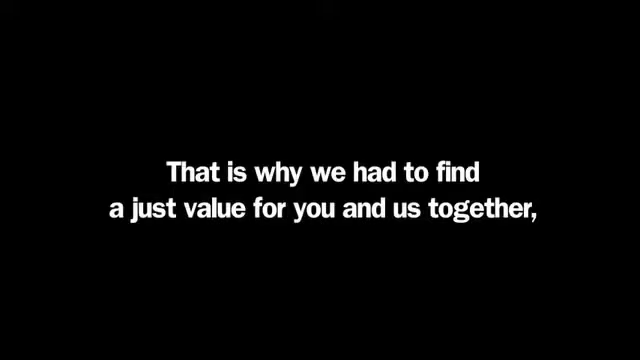 That is why we had to find
a just value for you and us together,